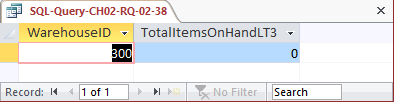 SQL-Query-CH02-RQ-02-38
WarehouseID TotalItemsOnHandLT3
300 0
Record: 1 of 1 No Filter Search